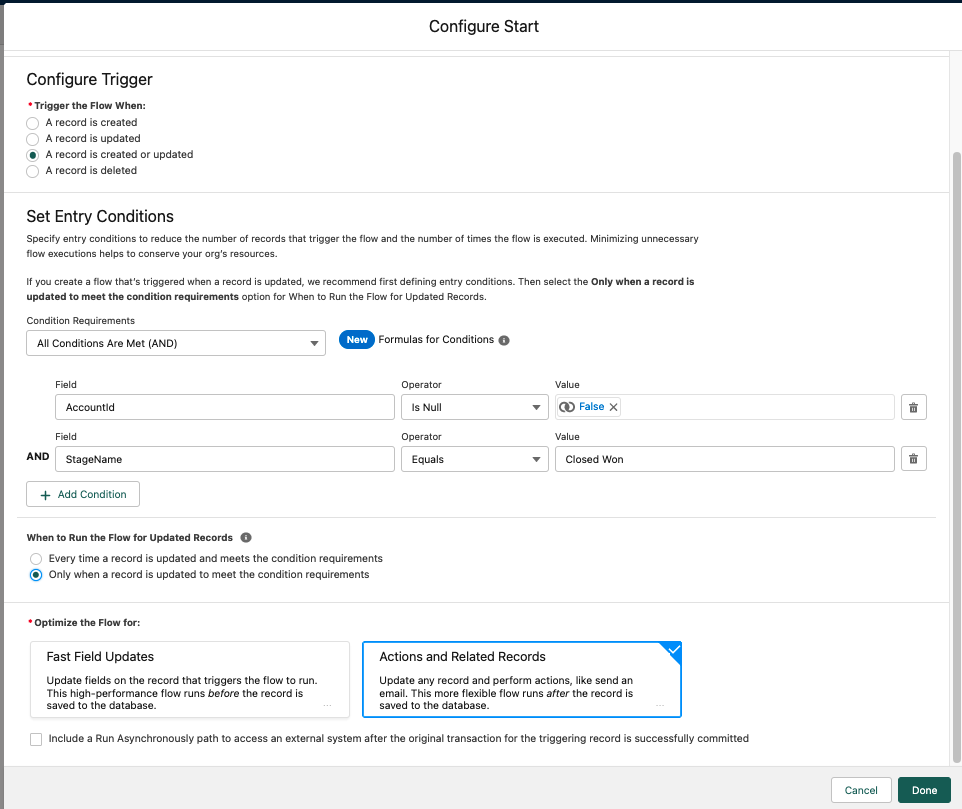 Configure Start
Configure Trigger
* Trigger the Flow When:
A record is created
A record is updated
A record is created or updated
A record is deleted
Set Entry Conditions
Specify entry conditions to reduce the number of records that trigger the flow and the number of times the flow is executed. Minimizing unnecessary
flow executions helps to conserve your org's resources.
If you create a flow that's triggered when a record is updated, we recommend first defining entry conditions. Then select the Only when a record is
updated to meet the condition requirements option for When to Run the Flow for Updated Records.
Condition Requirements
All Conditions Are Met (AND)
New Formulas for Conditions
Field Operator Value
AccountId Is Null False
Field Operator Value
AND StageName Equals Closed Won
+ Add Condition
When to Run the Flow for Updated Records
Every time a record is updated and meets the condition requirements
Only when a record is updated to meet the condition requirements
* Optimize the Flow for:
Fast Field Updates
Update fields on the record that triggers the flow to run.
This high-performance flow runs before the record is
saved to the database.
Actions and Related Records
Update any record and perform actions, like send an
email. This more flexible flow runs after the record is
saved to the database.
Include a Run Asynchronously path to access an external system after the original transaction for the triggering record is successfully committed
Cancel Done